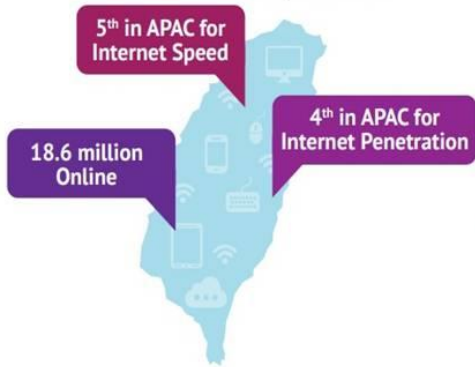 5th in APAC for
Internet Speed
4th in APAC for
Internet Penetration
18.6 million
Online